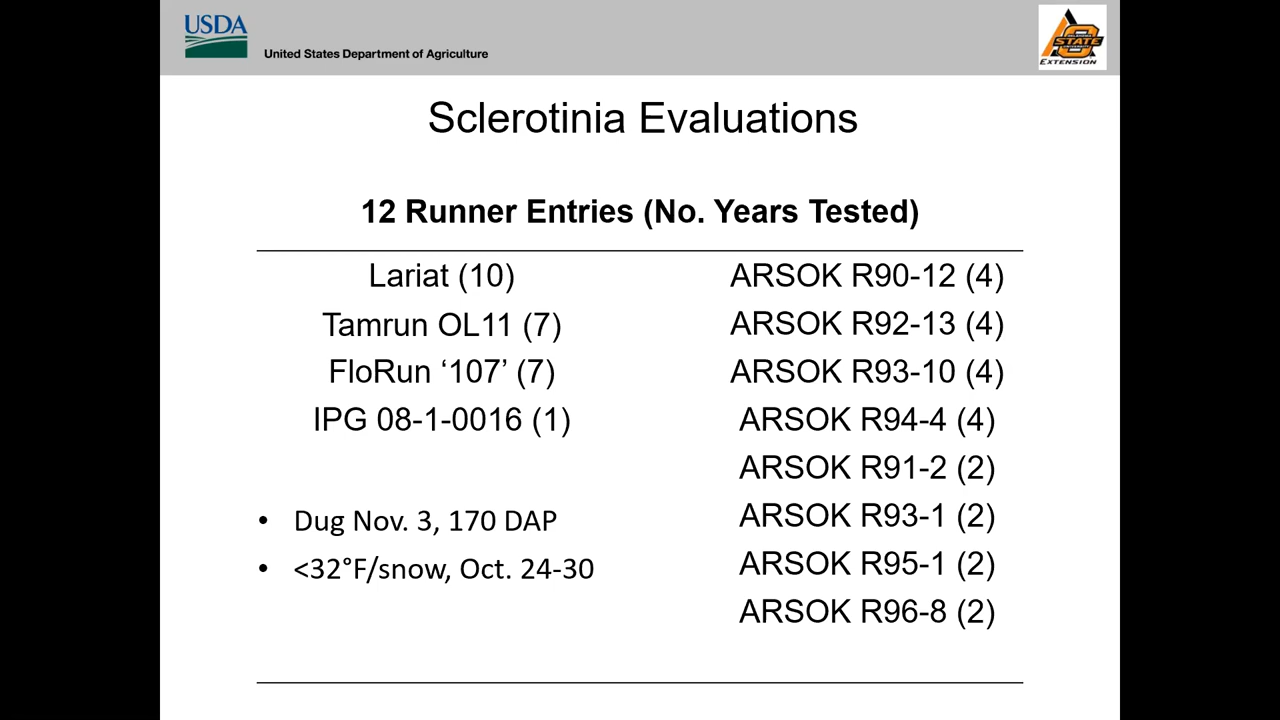 USDA
United States Department of Agriculture
OKLAHOMA
STATE
UNIVERSITY
EXTENSION
Sclerotinia Evaluations
12 Runner Entries (No. Years Tested)
Lariat (10)
Tamrun OL11 (7)
FloRun ‘107’ (7)
IPG 08-1-0016 (1)
• Dug Nov. 3, 170 DAP
• <32°F/snow, Oct. 24-30
ARSOK R90-12 (4)
ARSOK R92-13 (4)
ARSOK R93-10 (4)
ARSOK R94-4 (4)
ARSOK R91-2 (2)
ARSOK R93-1 (2)
ARSOK R95-1 (2)
ARSOK R96-8 (2)